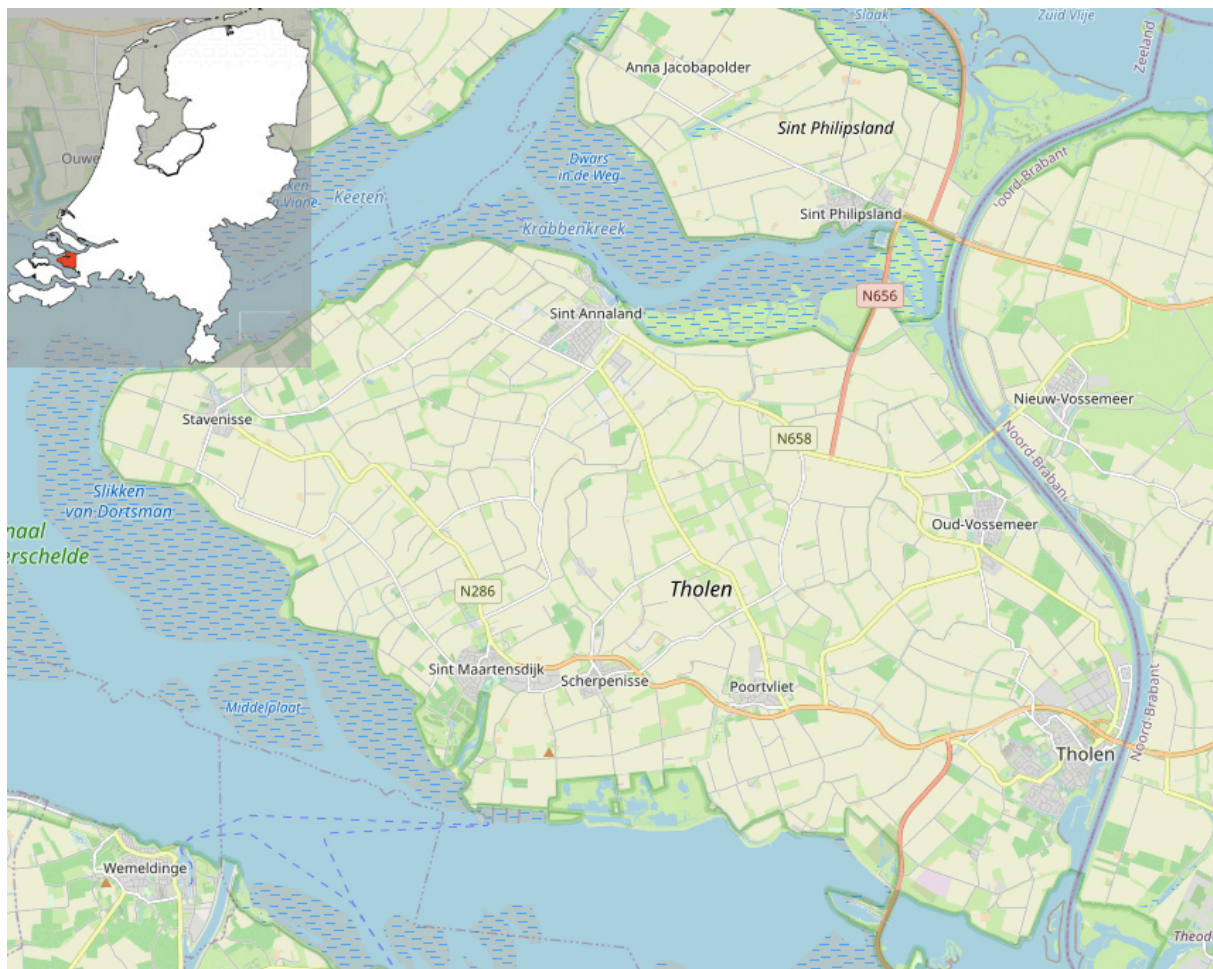 Slaak
Zuid Vlije
Zeeland
Anna Jacobapolder
Sint Philipsland
Ouwe
Dwars
in de Weg
oord-Brabant
Keeten
Sint Philipsland
Krabbenkreek
N656
Sint Annaland
Nieuw-Vossemeer
Stavenisse
N658
Noord-Brabant
Slikken
van Dortsman
Oud-Vossemeer
naal
erschelde
N286
Tholen
Sint Maartensdijk
Scherpenisse
Poortvliet
Noord-Brabant
Middelplaat
Tholen
Wemeldinge
Theod